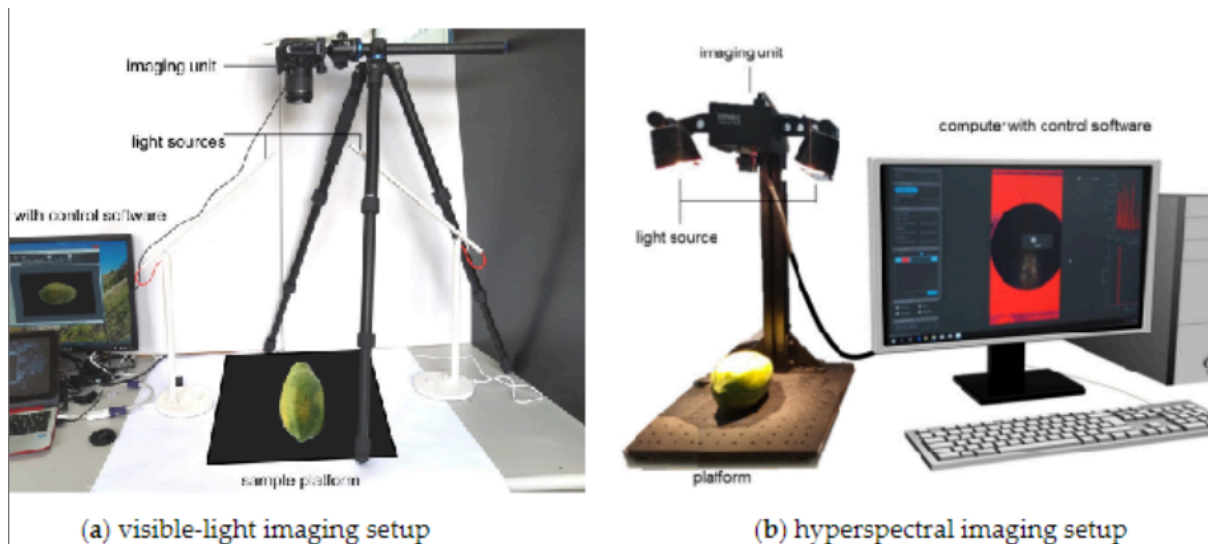 imaging unit
light sources
with control software
sample platform
(a) visible-light imaging setup
imaging unit
computer with control software
light source
platform
(b) hyperspectral imaging setup